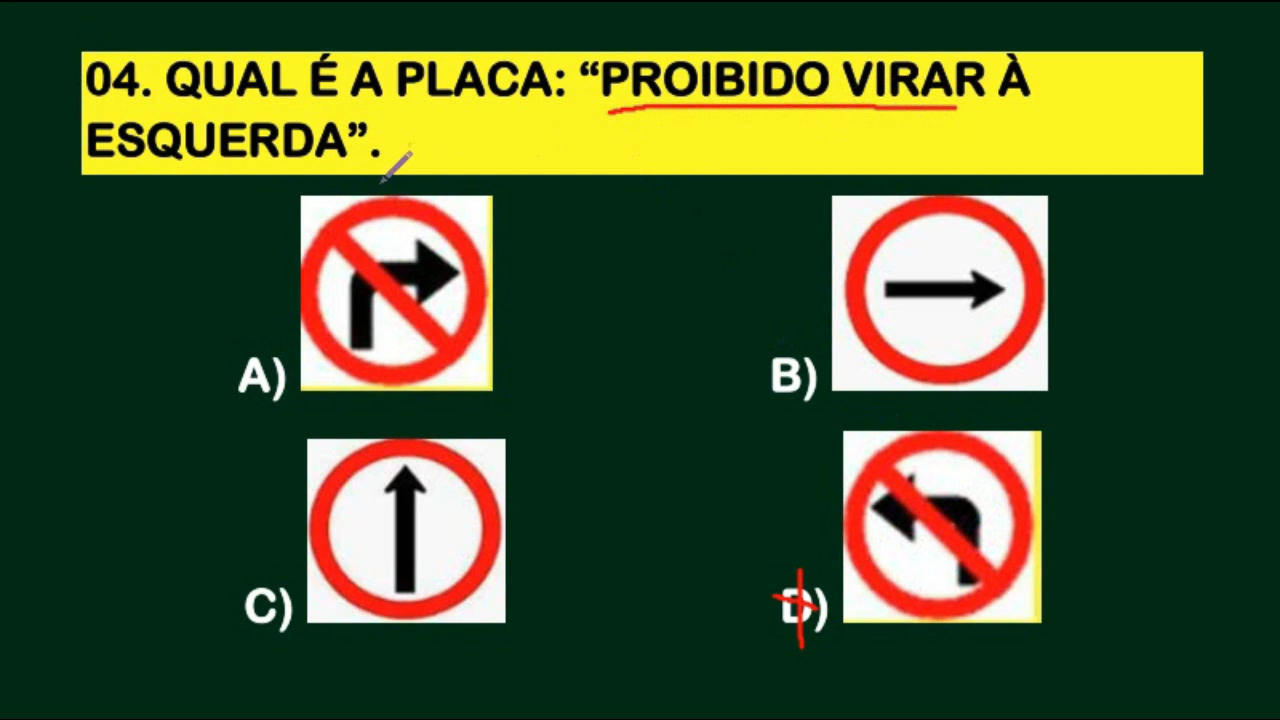 04. QUAL É A PLACA: “PROIBIDO VIRAR À
ESQUERDA”.
A)
B)
C)
D)